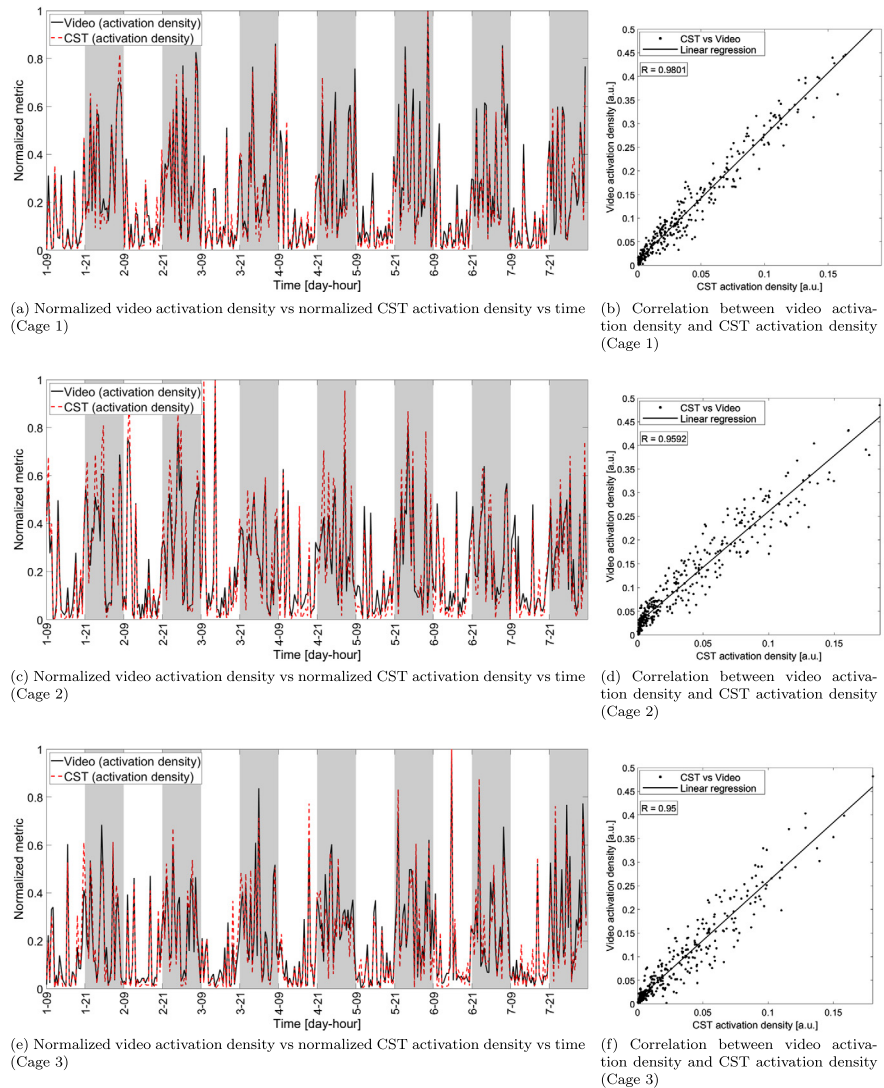 Video (activation density)
CST (activation density)
Normalized metric
1
0.8
0.6
0.4
0.2
0
1-09
1-21
2-09
2-21
3-09
3-21
4-09
4-21
5-09
5-21
6-09
6-21
7-09
7-21
Time [day-hour]
(a) Normalized video activation density vs normalized CST activation density vs time
(Cage 1)
CST vs Video
Linear regression
R = 0.9801
Video activation density [a.u.]
0.5
0.45
0.4
0.35
0.3
0.25
0.2
0.15
0.1
0.05
0
0
0.05
0.1
0.15
CST activation density [a.u.]
(b) Correlation between video activa-
tion density and CST activation density
(Cage 1)
Video (activation density)
CST (activation density)
Normalized metric
1
0.8
0.6
0.4
0.2
0
1-09
1-21
2-09
2-21
3-09
3-21
4-09
4-21
5-09
5-21
6-09
6-21
7-09
7-21
Time [day-hour]
(c) Normalized video activation density vs normalized CST activation density vs time
(Cage 2)
CST vs Video
Linear regression
R = 0.9592
Video activation density [a.u.]
0.5
0.45
0.4
0.35
0.3
0.25
0.2
0.15
0.1
0.05
0
0
0.05
0.1
0.15
CST activation density [a.u.]
(d) Correlation between video activa-
tion density and CST activation density
(Cage 2)
Video (activation density)
CST (activation density)
Normalized metric
1
0.8
0.6
0.4
0.2
0
1-09
1-21
2-09
2-21
3-09
3-21
4-09
4-21
5-09
5-21
6-09
6-21
7-09
7-21
Time [day-hour]
(e) Normalized video activation density vs normalized CST activation density vs time
(Cage 3)
CST vs Video
Linear regression
R = 0.95
Video activation density [a.u.]
0.5
0.45
0.4
0.35
0.3
0.25
0.2
0.15
0.1
0.05
0
0
0.05
0.1
0.15
CST activation density [a.u.]
(f) Correlation between video activa-
tion density and CST activation density
(Cage 3)